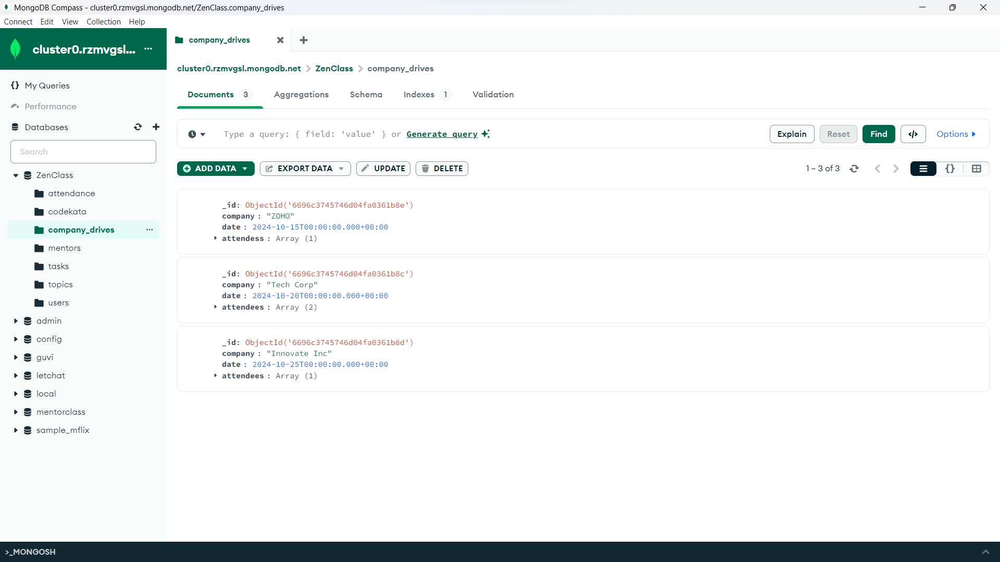 MongoDB Compass - cluster0.rzmvgsl.mongodb.net/ZenClass.company_drives
Connect Edit View Collection Help
cluster0.rzmvgsl...
My Queries
Performance
Databases
Search
ZenClass
attendance
codekata
company_drives
mentors
tasks
topics
users
admin
config
guvi
letchat
local
mentorclass
sample_mflix
company_drives
cluster0.rzmvgsl.mongodb.net > ZenClass > company_drives
Documents 3 Aggregations Schema Indexes 1 Validation
Type a query: { field: 'value' } or Generate query
Explain Reset Find </> Options
ADD DATA EXPORT DATA UPDATE DELETE
1 – 3 of 3 {}
_id: ObjectId('6696c3745746d04fa0361b8e')
company : "ZOHO"
date : 2024-10-15T00:00:00.000+00:00
attendess : Array (1)
_id: ObjectId('6696c3745746d04fa0361b8c')
company : "Tech Corp"
date : 2024-10-20T00:00:00.000+00:00
attendees : Array (2)
_id: ObjectId('6696c3745746d04fa0361b8d')
company : "Innovate Inc"
date : 2024-10-25T00:00:00.000+00:00
attendees : Array (1)
>_MONGOSH